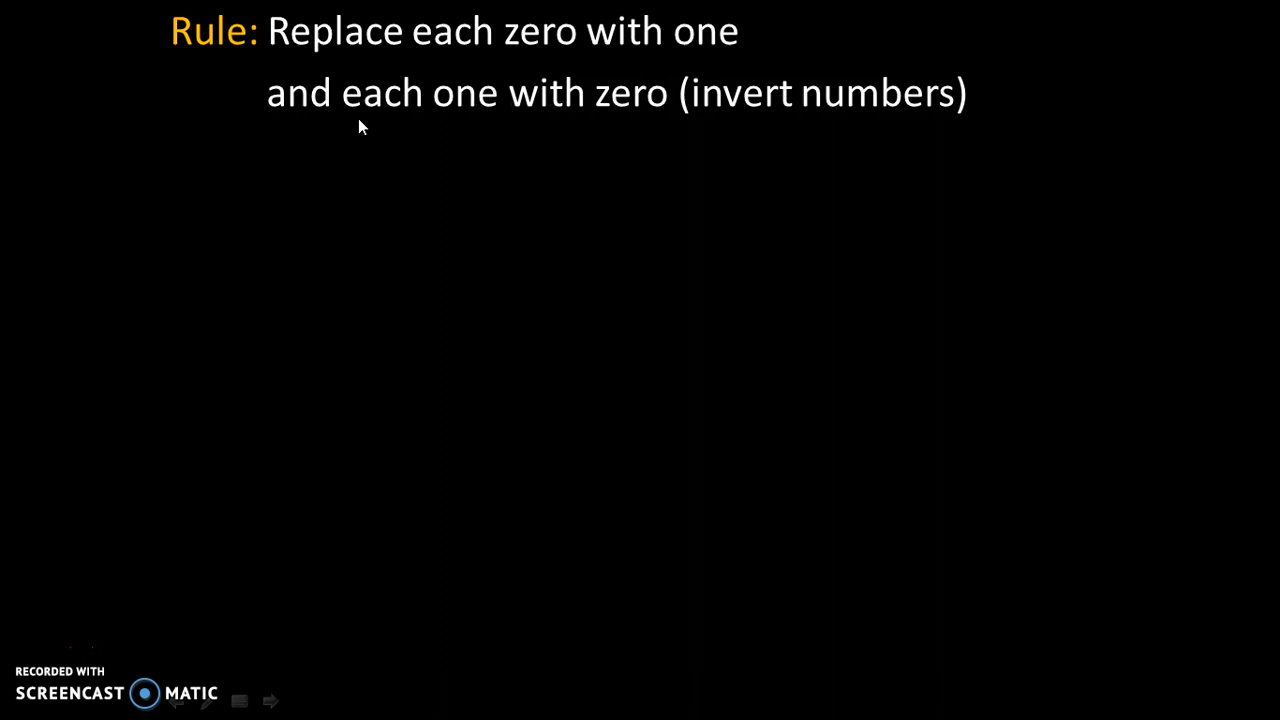 Rule: Replace each zero with one
and each one with zero (invert numbers)
RECORDED WITH
SCREENCAST MATIC